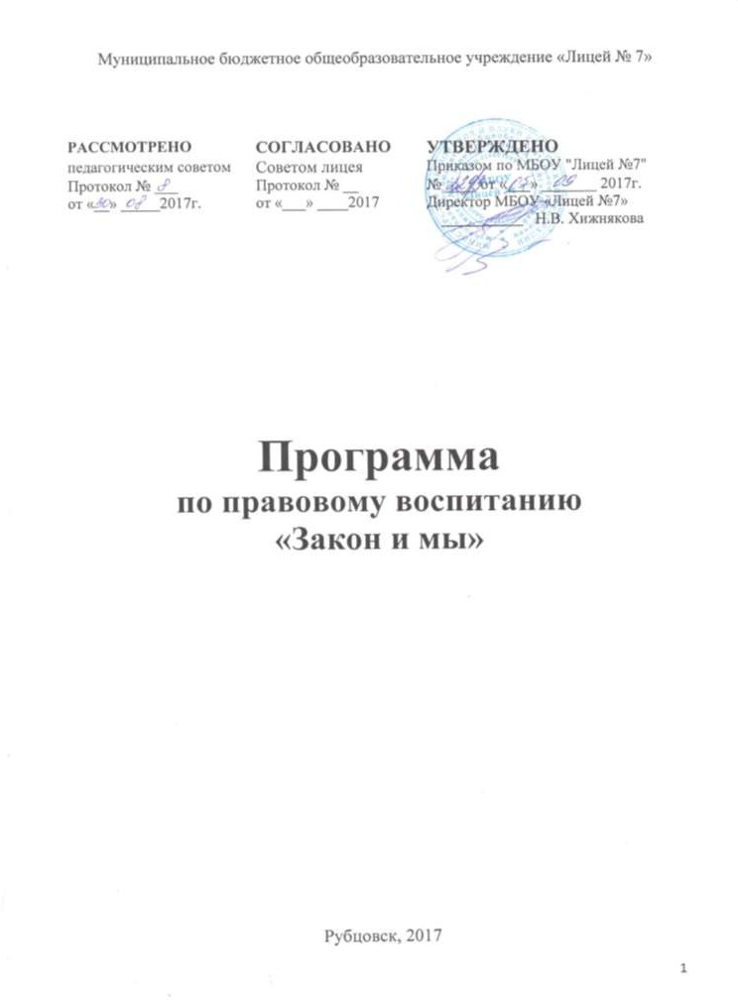 Муниципальное бюджетное общеобразовательное учреждение «Лицей № 7»
РАССМОТРЕНО
педагогическим советом
Протокол № 8
от «30» 08 2017г.
СОГЛАСОВАНО
Советом лицея
Протокол № __
от «___» ____2017
УТВЕРЖДЕНО
Приказом по МБОУ "Лицей №7"
№ от « » 09 2017г.
Директор МБОУ «Лицей №7»
__________ Н.В. Хижнякова
Программа
по правовому воспитанию
«Закон и мы»
Рубцовск, 2017
1